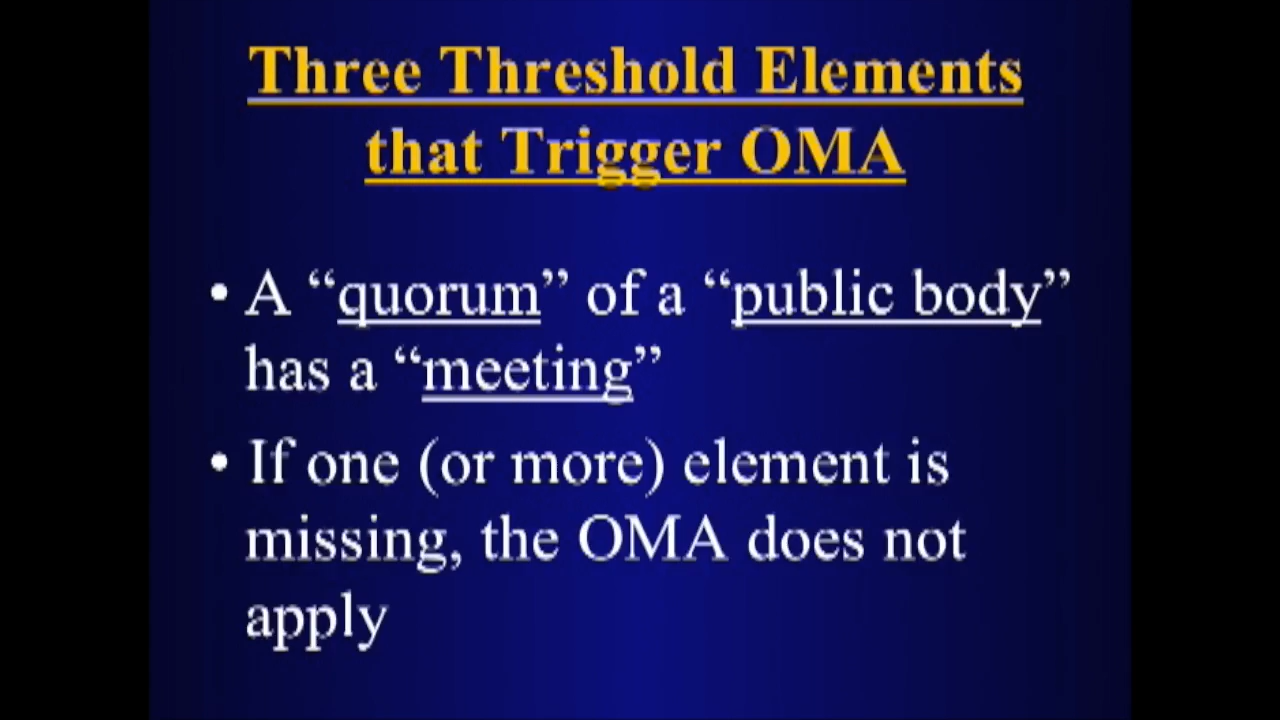 Three Threshold Elements
that Trigger OMA
• A “quorum” of a “public body”
has a “meeting”
• If one (or more) element is
missing, the OMA does not
apply